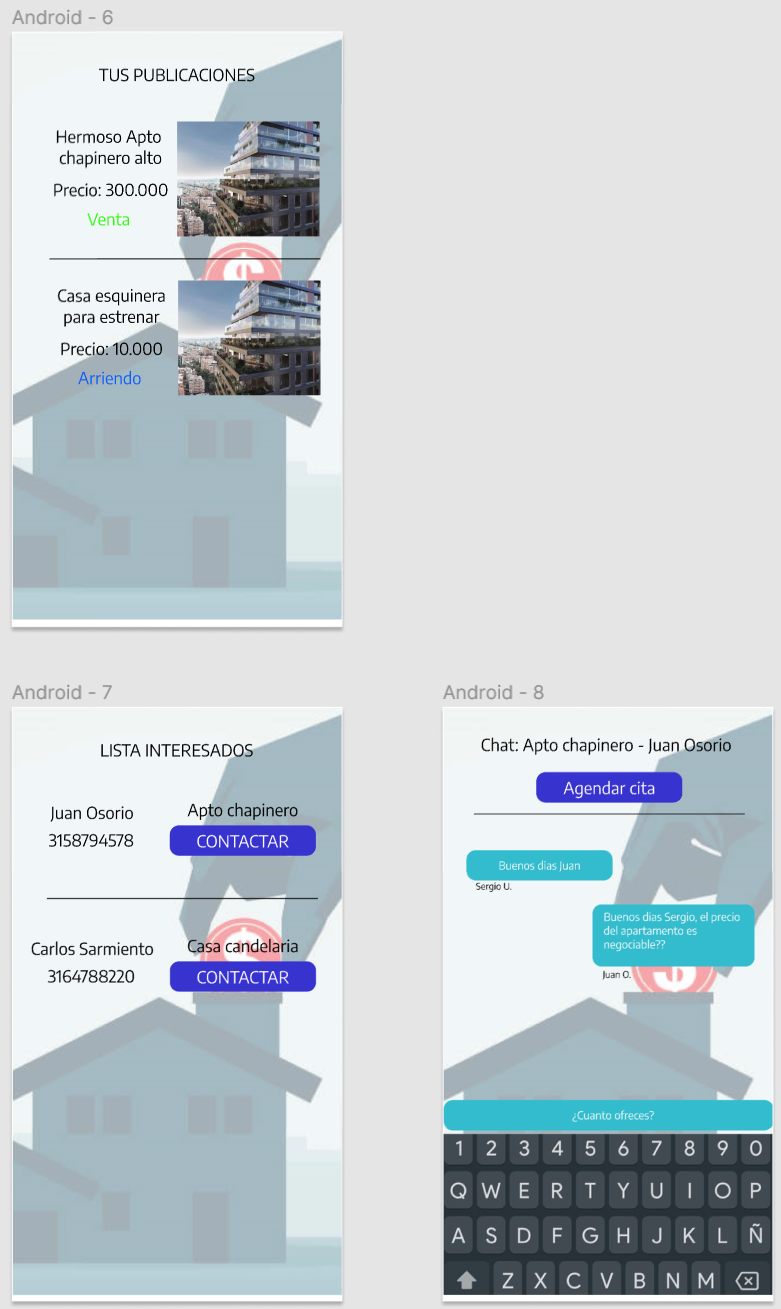 Android - 6
TUS PUBLICACIONES
Hermoso Apto
chapinero alto
Precio: 300.000
Venta
$
Casa esquinera
para estrenar
Precio: 10.000
Arriendo
Android - 7
LISTA INTERESADOS
Juan Osorio
3158794578
Apto chapinero
CONTACTAR
Carlos Sarmiento
3164788220
Casa candelaria
CONTACTAR
Android - 8
Chat: Apto chapinero - Juan Osorio
Agendar cita
Buenos dias Juan
Sergio U.
Buenos dias Sergio, el precio
del apartamento es
negociable??
Juan O.
¿Cuanto ofreces?
1 2 3 4 5 6 7 8 9 0
Q W E R T Y U I O P
A S D F G H J K L Ñ
Z X C V B N M